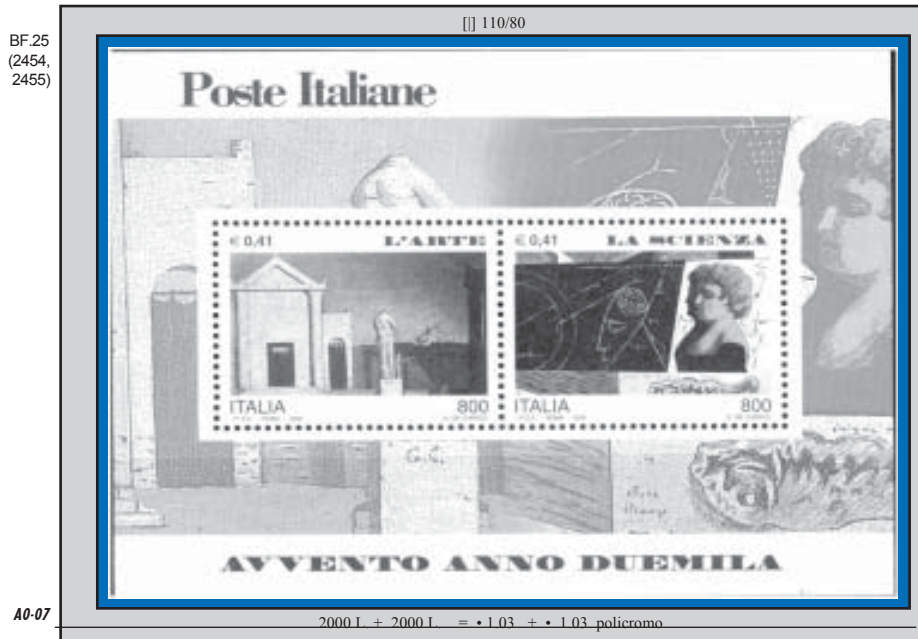 [|] 110/80
BF.25
(2454,
2455)
Poste Italiane
€ 0,41 L'ARTE
€ 0,41 LA SCIENZA
ITALIA 800
ITALIA 800
G.C.
AVVENTO ANNO DUEMILA
A0-07
2000 L. + 2000 L. = • 1.03 + • 1.03 policromo